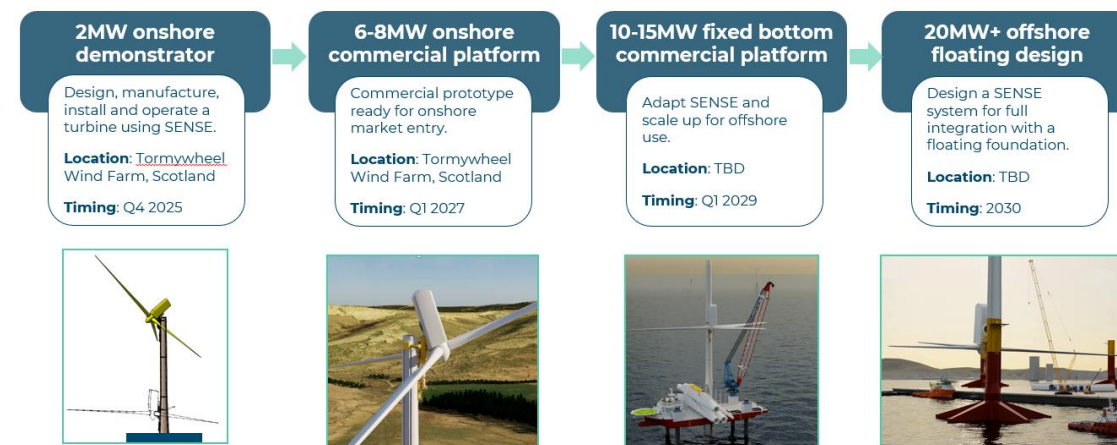 2MW onshore
demonstrator
Design, manufacture,
install and operate a
turbine using SENSE.
Location: Tormywheel
Wind Farm, Scotland
Timing: Q4 2025
6-8MW onshore
commercial platform
Commercial prototype
ready for onshore
market entry.
Location: Tormywheel
Wind Farm, Scotland
Timing: Q1 2027
10-15MW fixed bottom
commercial platform
Adapt SENSE and
scale up for offshore
use.
Location: TBD
Timing: Q1 2029
20MW+ offshore
floating design
Design a SENSE
system for full
integration with a
floating foundation.
Location: TBD
Timing: 2030